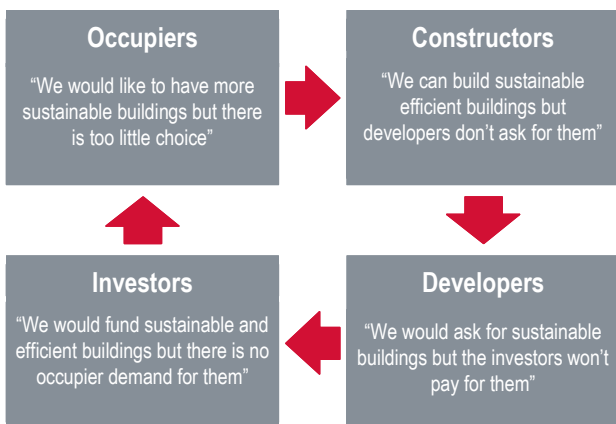 Occupiers
“We would like to have more
sustainable buildings but there
is too little choice”
Constructors
“We can build sustainable
efficient buildings but
developers don’t ask for them”
Investors
“We would fund sustainable and
efficient buildings but there is no
occupier demand for them”
Developers
“We would ask for sustainable
buildings but the investors won’t
pay for them”